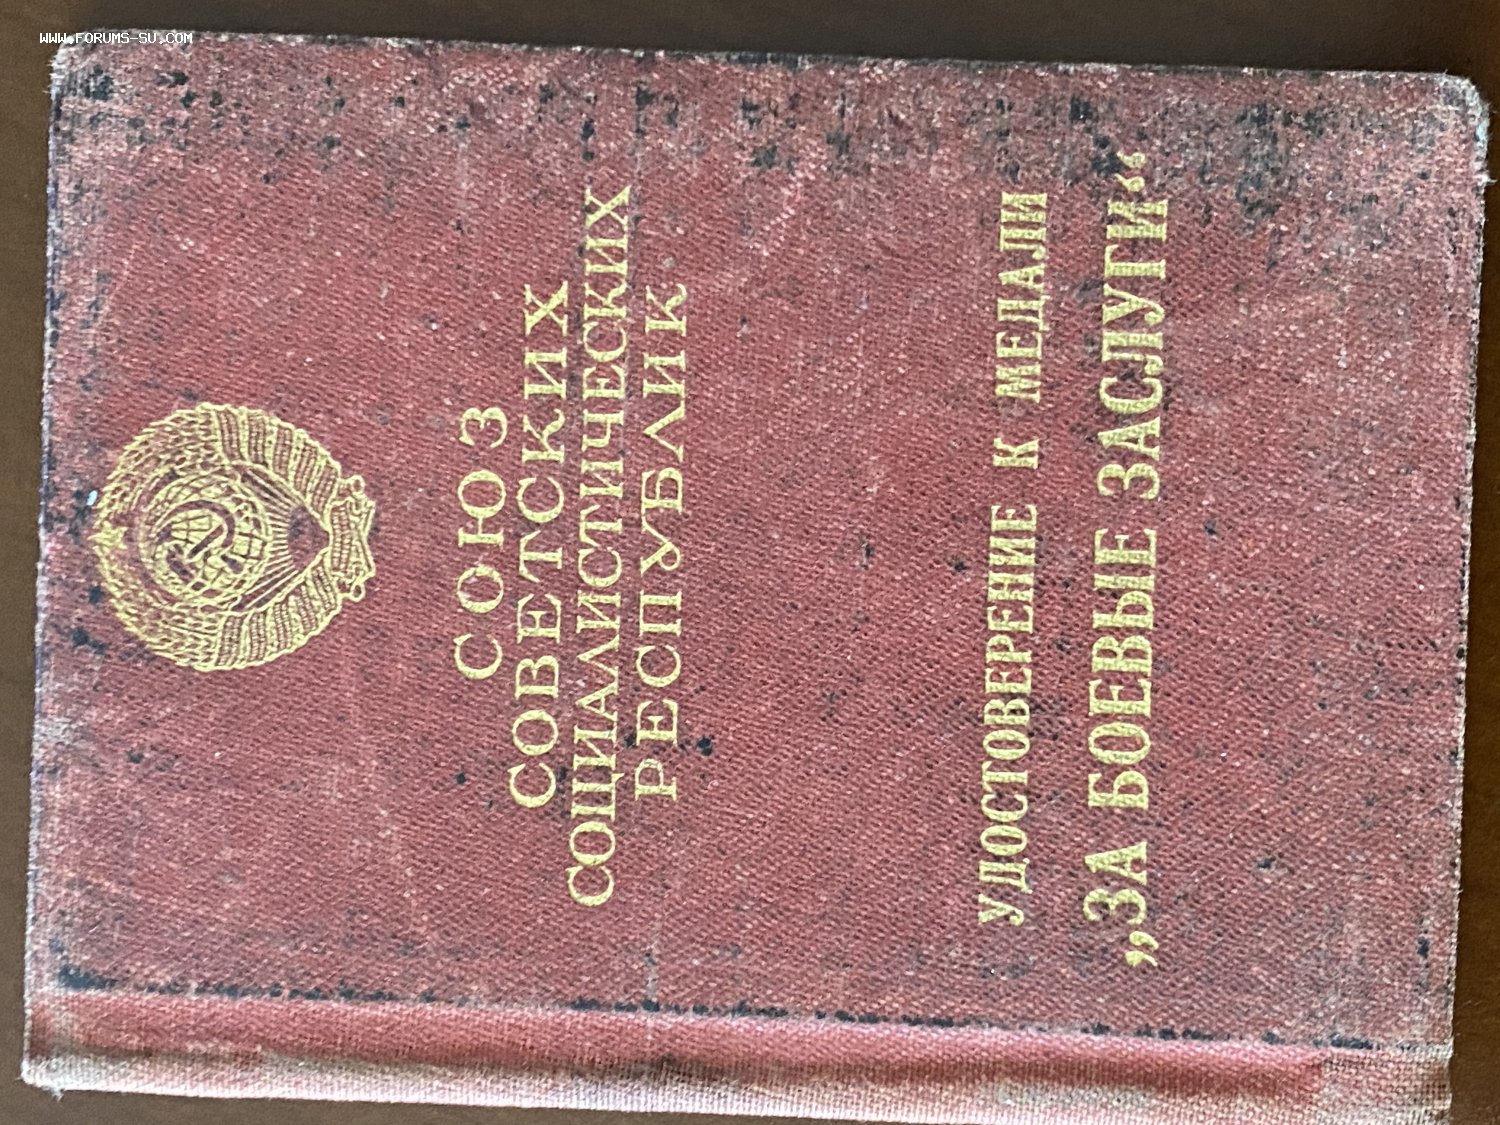 WWW.FORUMS-SU.COM
СОЮЗ
СОВЕТСКИХ
СОЦИАЛИСТИЧЕСКИХ
РЕСПУБЛИК
УДОСТОВЕРЕНИЕ К МЕДАЛИ
„ЗА БОЕВЫЕ ЗАСЛУГИ“